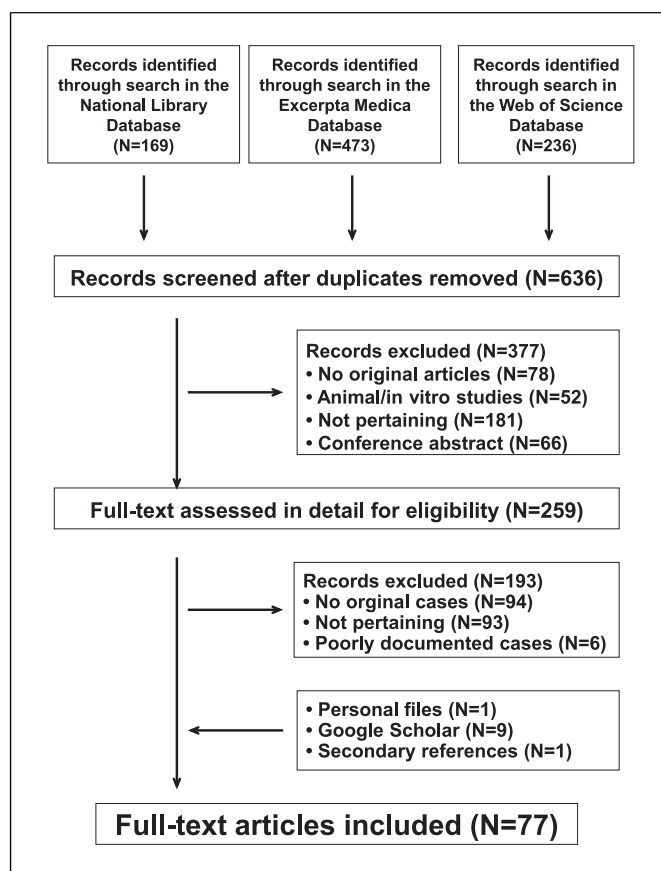 Records identified
through search in the
National Library
Database
(N=169)
Records identified
through search in the
Excerpta Medica
Database
(N=473)
Records identified
through search in
the Web of Science
Database
(N=236)
Records screened after duplicates removed (N=636)
Records excluded (N=377)
• No original articles (N=78)
• Animal/in vitro studies (N=52)
• Not pertaining (N=181)
• Conference abstract (N=66)
Full-text assessed in detail for eligibility (N=259)
Records excluded (N=193)
• No orginal cases (N=94)
• Not pertaining (N=93)
• Poorly documented cases (N=6)
• Personal files (N=1)
• Google Scholar (N=9)
• Secondary references (N=1)
Full-text articles included (N=77)